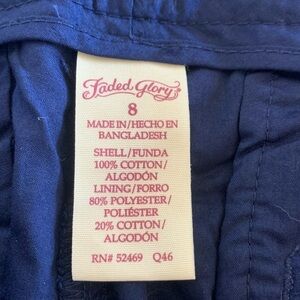 Faded Glory
8
MADE IN/HECHO EN
BANGLADESH
SHELL/FUNDA
100% COTTON/
ALGODÓN
LINING/FORRO
80% POLYESTER/
POLIÉSTER
20% COTTON/
ALGODÓN
RN# 52469 Q46